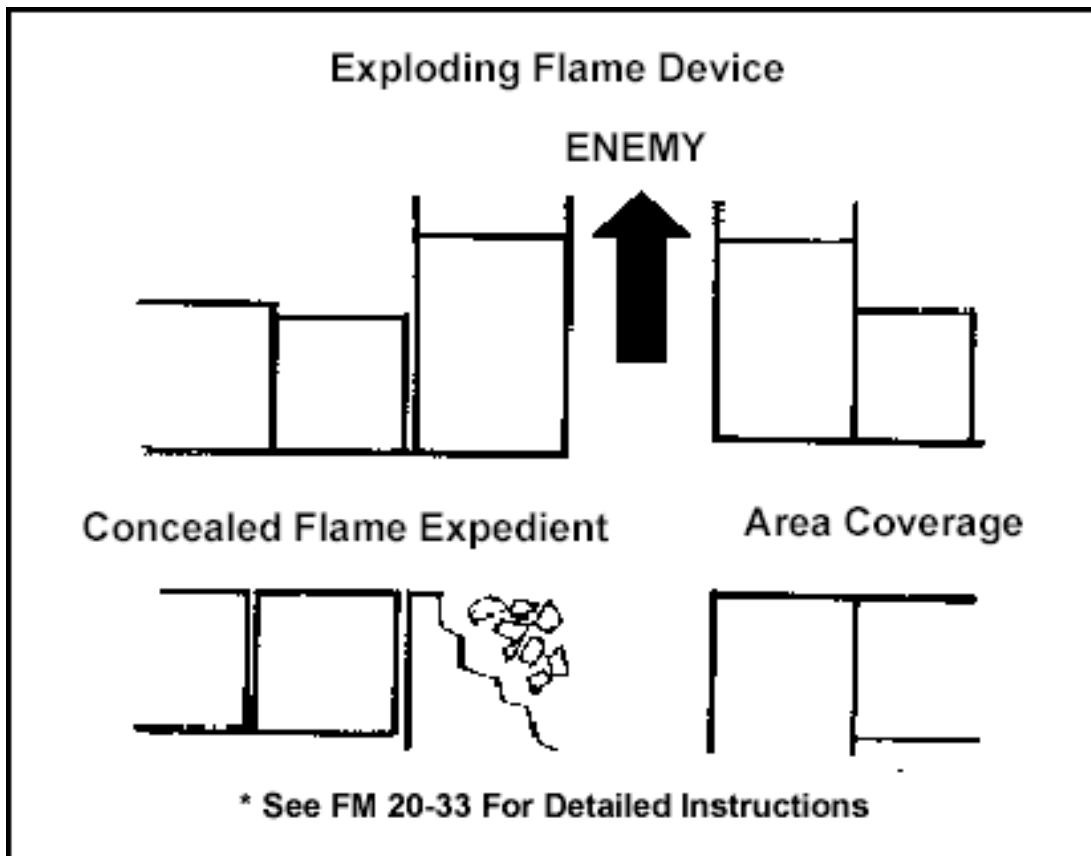 Exploding Flame Device
ENEMY
Concealed Flame Expedient
Area Coverage
* See FM 20-33 For Detailed Instructions